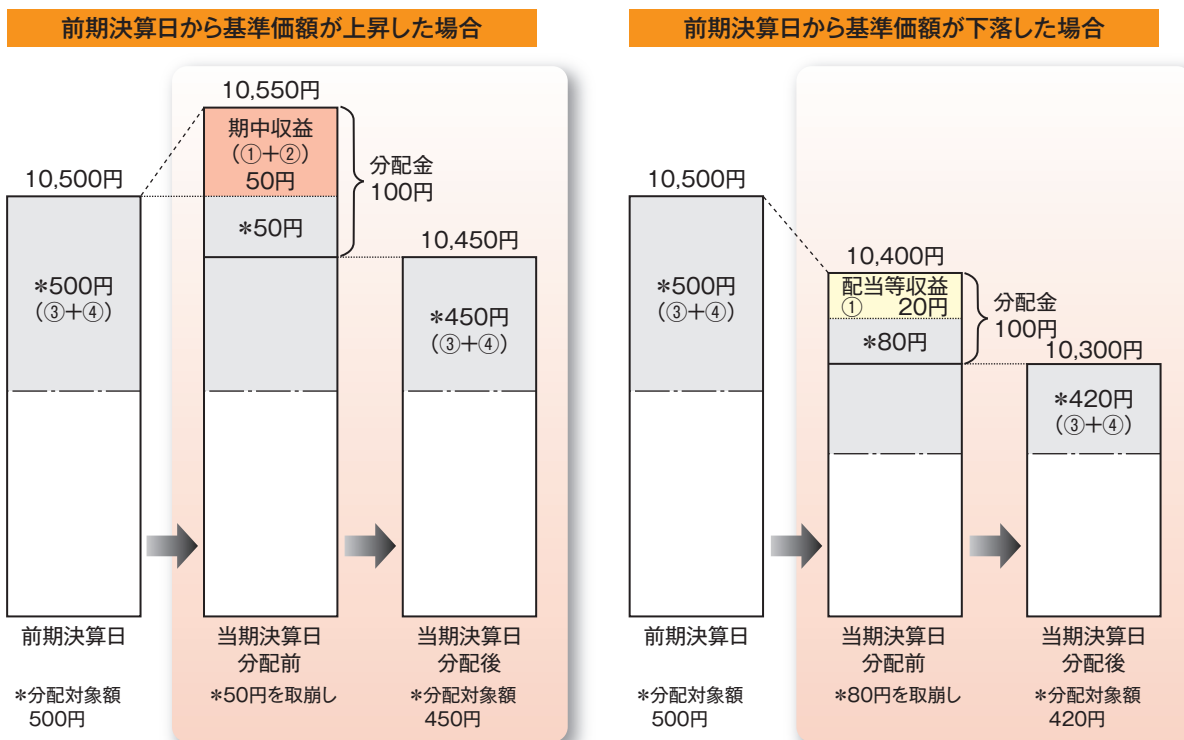 前期決算日から基準価額が上昇した場合
10,550円
期中収益
(①+②)
50円
分配金
100円
10,500円
*50円
10,450円
*500円
(③+④)
*450円
(③+④)
前期決算日
当期決算日
分配前
当期決算日
分配後
*分配対象額
500円
*50円を取崩し
*分配対象額
450円
前期決算日から基準価額が下落した場合
10,500円
10,400円
配当等収益
① 20円
分配金
100円
*80円
10,300円
*500円
(③+④)
*420円
(③+④)
前期決算日
当期決算日
分配前
当期決算日
分配後
*分配対象額
500円
*80円を取崩し
*分配対象額
420円